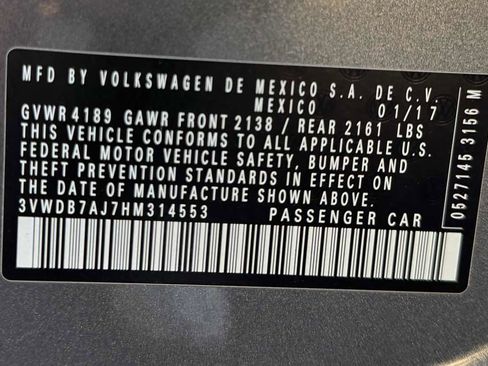 MFD BY VOLKSWAGEN DE MEXICO S.A. DE C.V.
MEXICO 01/17
GVWR 4189 GAWR FRONT 2138 / REAR 2161 LBS
THIS VEHICLE CONFORMS TO ALL APPLICABLE U.S.
FEDERAL MOTOR VEHICLE SAFETY, BUMPER AND
THEFT PREVENTION STANDARDS IN EFFECT ON
THE DATE OF MANUFACTURE SHOWN ABOVE.
3VWDB7AJ7HM314553 PASSENGER CAR
0527145 3156 M